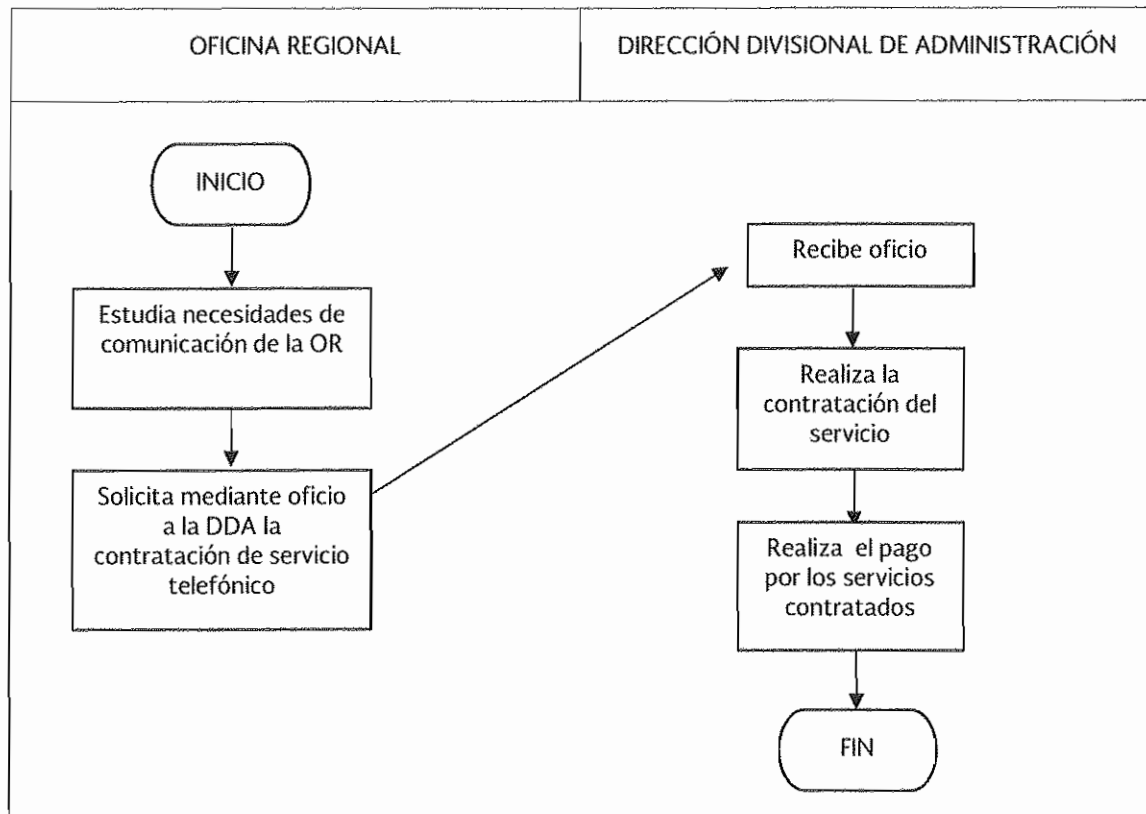 OFICINA REGIONAL
DIRECCIÓN DIVISIONAL DE ADMINISTRACIÓN
INICIO
Estudia necesidades de
comunicación de la OR
Solicita mediante oficio
a la DDA la
contratación de servicio
telefónico
Recibe oficio
Realiza la
contratación del
servicio
Realiza el pago
por los servicios
contratados
FIN